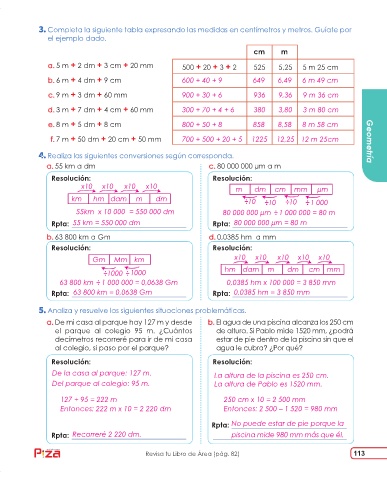 3. Completa la siguiente tabla expresando las medidas en centímetros y metros. Guíate por
el ejemplo dado.
cm m
a. 5 m + 2 dm + 3 cm + 20 mm 500 + 20 + 3 + 2 525 5.25 5 m 25 cm
b. 6 m + 4 dm + 9 cm 600 + 40 + 9 649 6.49 6 m 49 cm
c. 9 m + 3 dm + 60 mm 900 + 30 + 6 936 9.36 9 m 36 cm
d. 3 m + 7 dm + 4 cm + 60 mm 300 + 70 + 4 + 6 380 3.80 3 m 80 cm
e. 8 m + 5 dm + 8 cm 800 + 50 + 8 858 8.58 8 m 58 cm
f. 7 m + 50 dm + 20 cm + 50 mm 700 + 500 + 20 + 5 1225 12.25 12 m 25cm
Geometría
4. Realiza las siguientes conversiones según corresponda.
a. 55 km a dm
Resolución:
x10 x10 x10 x10
km hm dam m dm
55km x 10 000 = 550 000 dm
Rpta: 55 km = 550 000 dm
c. 80 000 000 µm a m
Resolución:
m dm cm mm µm
÷10 ÷10 ÷10 ÷1 000
80 000 000 µm ÷ 1 000 000 = 80 m
Rpta: 80 000 000 µm = 80 m
b. 63 800 km a Gm
Resolución:
Gm Mm km
÷1000 ÷1000
63 800 km ÷ 1 000 000 = 0.0638 Gm
Rpta: 63 800 km = 0.0638 Gm
d. 0.0385 hm a mm
Resolución:
x10 x10 x10 x10 x10
hm dam m dm cm mm
0.0385 hm x 100 000 = 3 850 mm
Rpta: 0.0385 hm = 3 850 mm
5. Analiza y resuelve las siguientes situaciones problemáticas.
a. De mi casa al parque hay 127 m y desde
el parque al colegio 95 m. ¿Cuántos
decímetros recorreré para ir de mi casa
al colegio, si paso por el parque?
Resolución:
De la casa al parque: 127 m.
Del parque al colegio: 95 m.
127 + 95 = 222 m
Entonces: 222 m x 10 = 2 220 dm
Rpta: Recorreré 2 220 dm.
b. El agua de una piscina alcanza los 250 cm
de altura. Si Pablo mide 1520 mm, ¿podrá
estar de pie dentro de la piscina sin que el
agua le cubra? ¿Por qué?
Resolución:
La altura de la piscina es 250 cm.
La altura de Pablo es 1520 mm.
250 cm x 10 = 2 500 mm
Entonces: 2 500 – 1 520 = 980 mm
Rpta: No puede estar de pie porque la
piscina mide 980 mm más que él.
Pizza
Revisa tu Libro de Área (pág. 82)
113